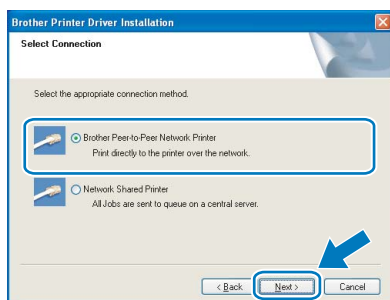 Brother Printer Driver Installation
Select Connection
Select the appropriate connection method.
Brother Peer-to-Peer Network Printer
Print directly to the printer over the network.
Network Shared Printer
All Jobs are sent to queue on a central server.
< Back Next > Cancel